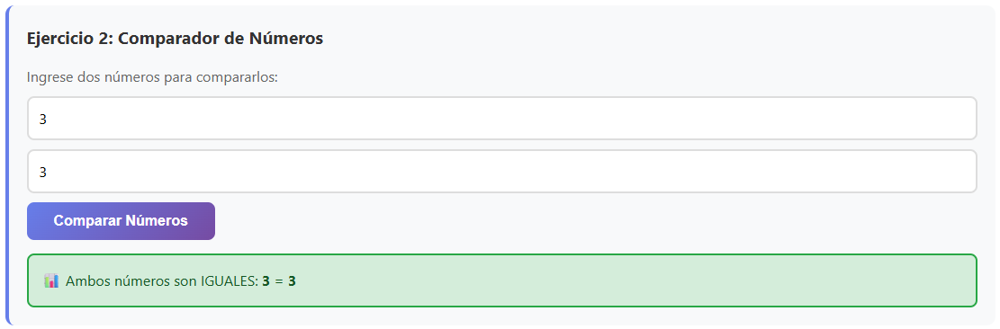 Ejercicio 2: Comparador de Números
Ingrese dos números para compararlos:
3
3
Comparar Números
📊 Ambos números son IGUALES: 3 = 3